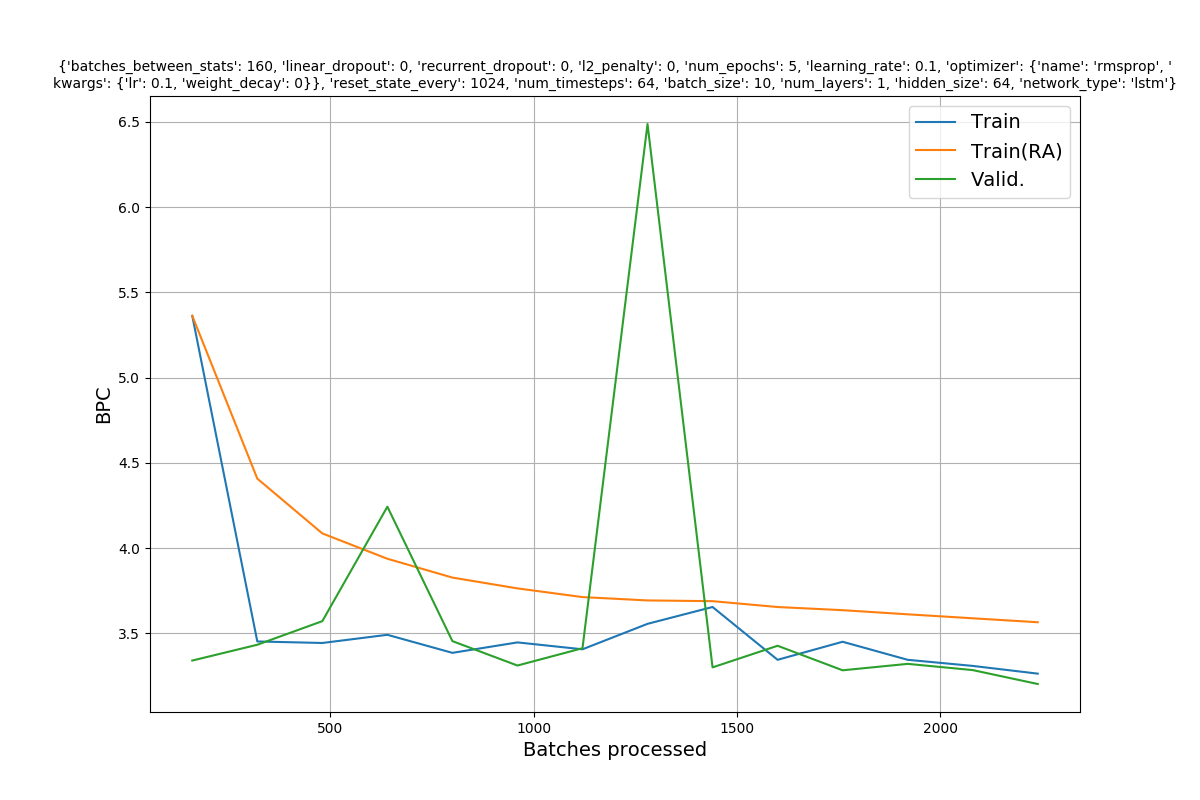 {'batches_between_stats': 160, 'linear_dropout': 0, 'recurrent_dropout': 0, 'l2_penalty': 0, 'num_epochs': 5, 'learning_rate': 0.1, 'optimizer': {'name': 'rmsprop', '
kwargs': {'lr': 0.1, 'weight_decay': 0}}, 'reset_state_every': 1024, 'num_timesteps': 64, 'batch_size': 10, 'num_layers': 1, 'hidden_size': 64, 'network_type': 'lstm'}
Train
Train(RA)
Valid.
6.5
6.0
5.5
5.0
4.5
4.0
3.5
BPC
500
1000
1500
2000
Batches processed